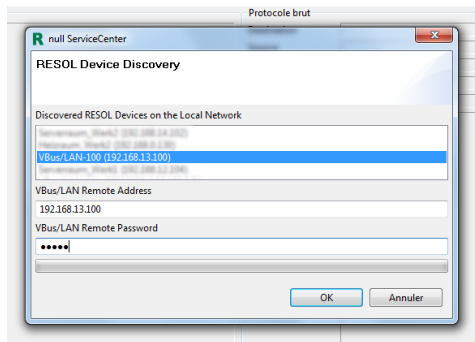 Protocole brut
null ServiceCenter
RESOL Device Discovery
Discovered RESOL Devices on the Local Network
VBus/LAN-100 (192.168.13.100)
VBus/LAN Remote Address
192.168.13.100
VBus/LAN Remote Password
●●●●●
OK
Annuler